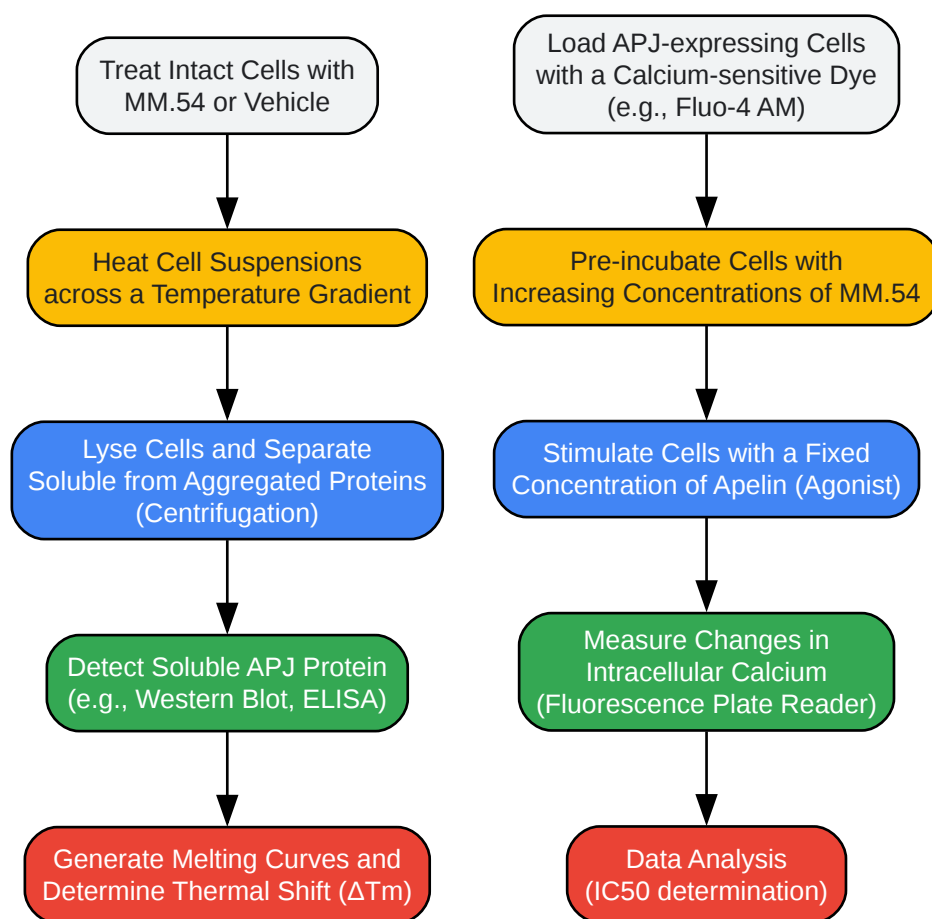 Treat Intact Cells with
MM.54 or Vehicle
Heat Cell Suspensions
across a Temperature Gradient
Lyse Cells and Separate
Soluble from Aggregated Proteins
(Centrifugation)
Detect Soluble APJ Protein
(e.g., Western Blot, ELISA)
Generate Melting Curves and
Determine Thermal Shift (ΔTm)
Load APJ-expressing Cells
with a Calcium-sensitive Dye
(e.g., Fluo-4 AM)
Pre-incubate Cells with
Increasing Concentrations of MM.54
Stimulate Cells with a Fixed
Concentration of Apelin (Agonist)
Measure Changes in
Intracellular Calcium
(Fluorescence Plate Reader)
Data Analysis
(IC50 determination)